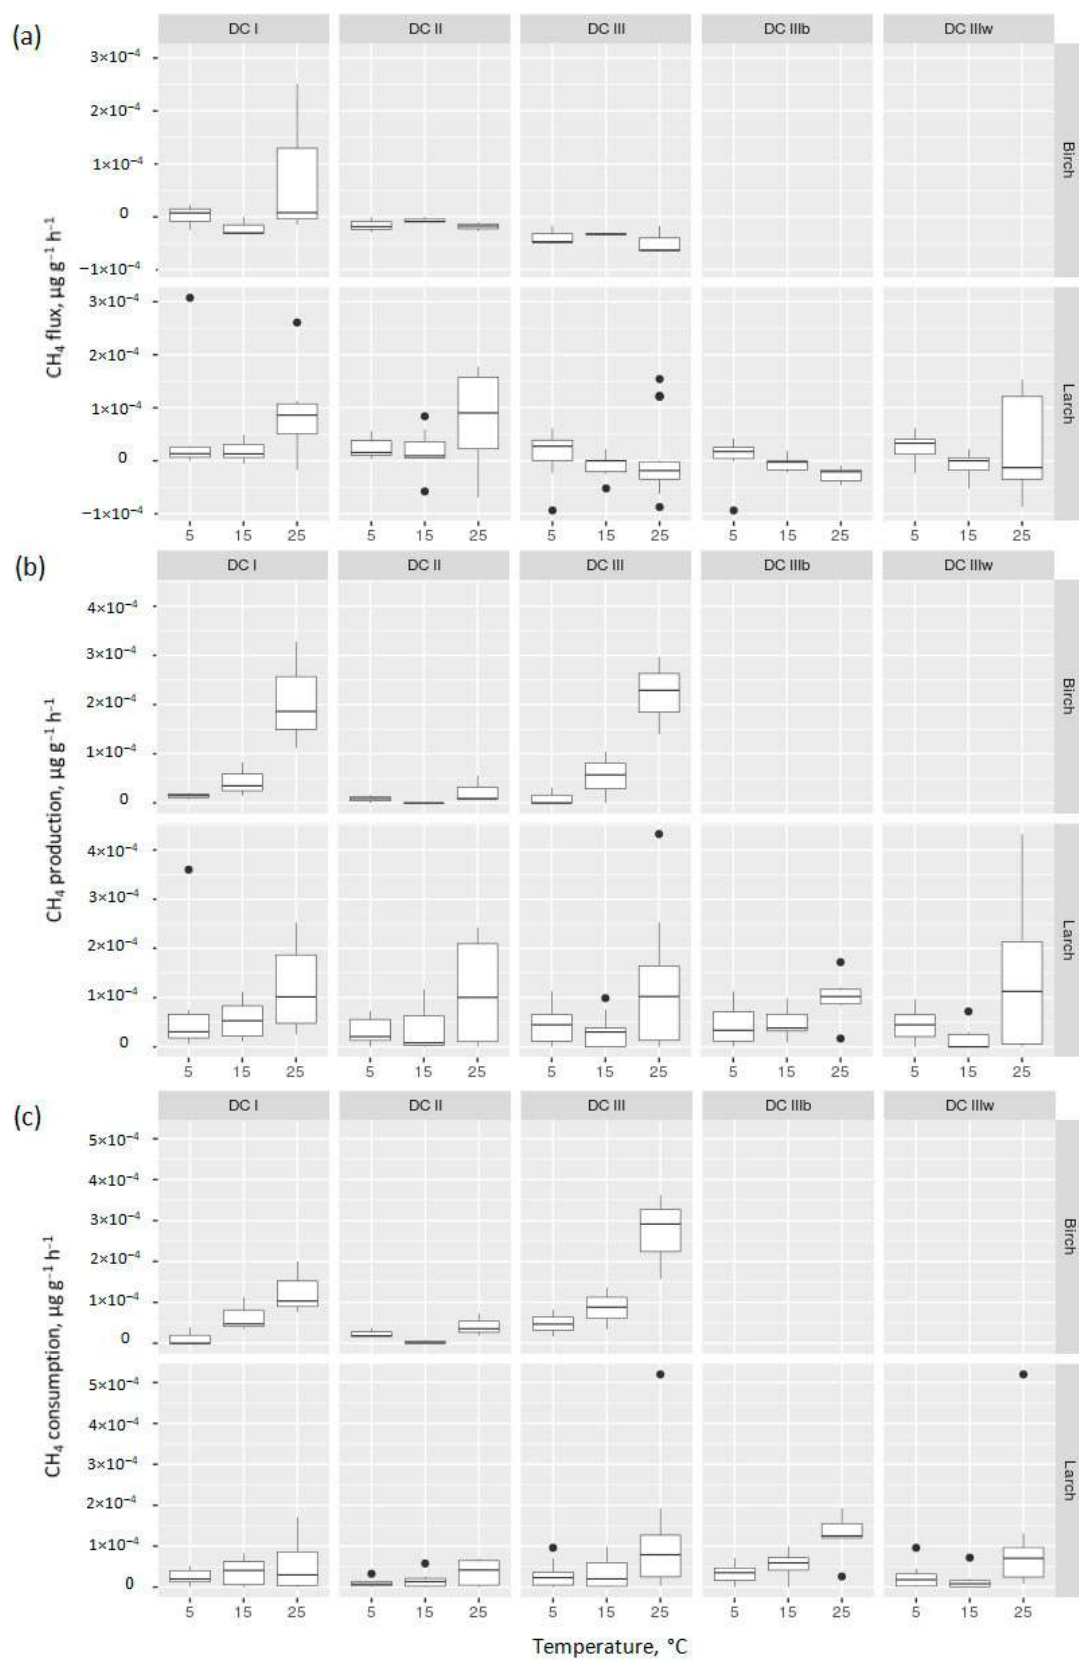 (a)
DC I DC II DC III DC IIIb DC IIIw
CH₄ flux, µg g⁻¹ h⁻¹
3×10⁻⁴
2×10⁻⁴
1×10⁻⁴
0
−1×10⁻⁴
Birch
3×10⁻⁴
2×10⁻⁴
1×10⁻⁴
0
−1×10⁻⁴
Larch
5 15 25 5 15 25 5 15 25 5 15 25 5 15 25
(b)
DC I DC II DC III DC IIIb DC IIIw
CH₄ production, µg g⁻¹ h⁻¹
4×10⁻⁴
3×10⁻⁴
2×10⁻⁴
1×10⁻⁴
0
Birch
4×10⁻⁴
3×10⁻⁴
2×10⁻⁴
1×10⁻⁴
0
Larch
5 15 25 5 15 25 5 15 25 5 15 25 5 15 25
(c)
DC I DC II DC III DC IIIb DC IIIw
CH₄ consumption, µg g⁻¹ h⁻¹
5×10⁻⁴
4×10⁻⁴
3×10⁻⁴
2×10⁻⁴
1×10⁻⁴
0
Birch
5×10⁻⁴
4×10⁻⁴
3×10⁻⁴
2×10⁻⁴
1×10⁻⁴
0
Larch
5 15 25 5 15 25 5 15 25 5 15 25 5 15 25
Temperature, °C